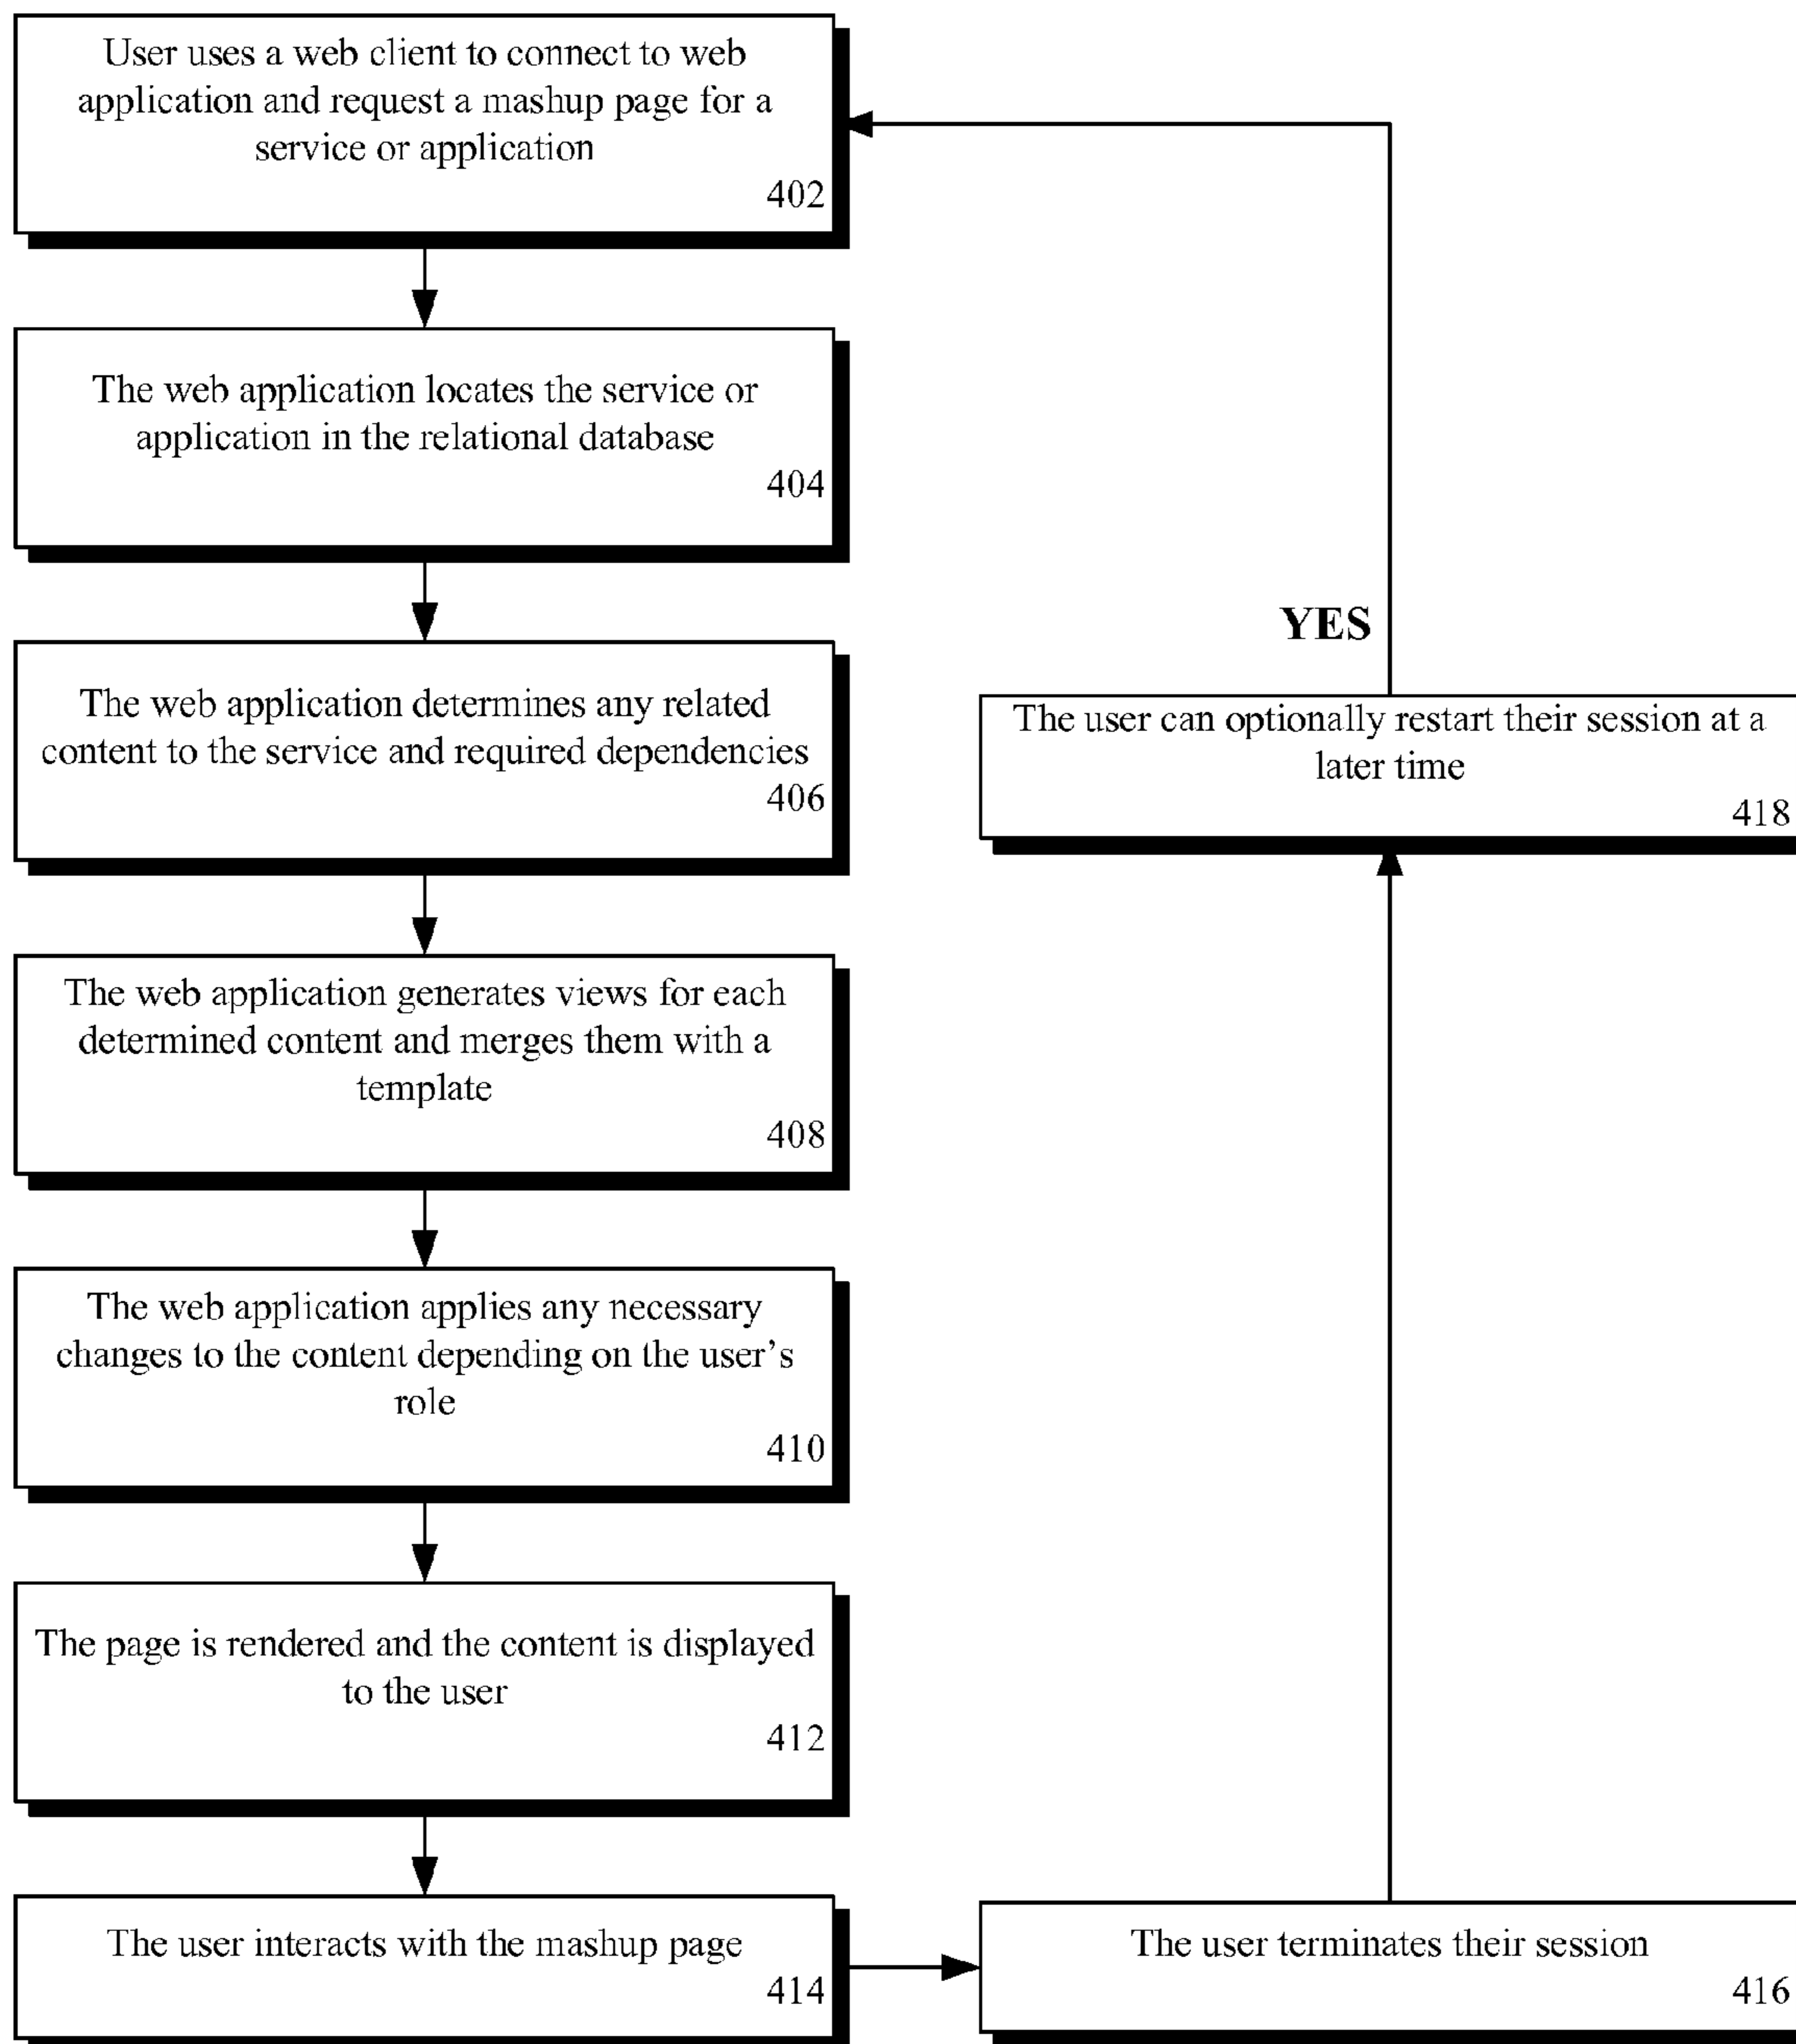 User uses a web client to connect to web
application and request a mashup page for a
service or application
402
The web application locates the service or
application in the relational database
404
The web application determines any related
content to the service and required dependencies
406
The web application generates views for each
determined content and merges them with a
template
408
The web application applies any necessary
changes to the content depending on the user’s
role
410
The page is rendered and the content is displayed
to the user
412
The user interacts with the mashup page
414
The user terminates their session
416
The user can optionally restart their session at a
later time
418
YES